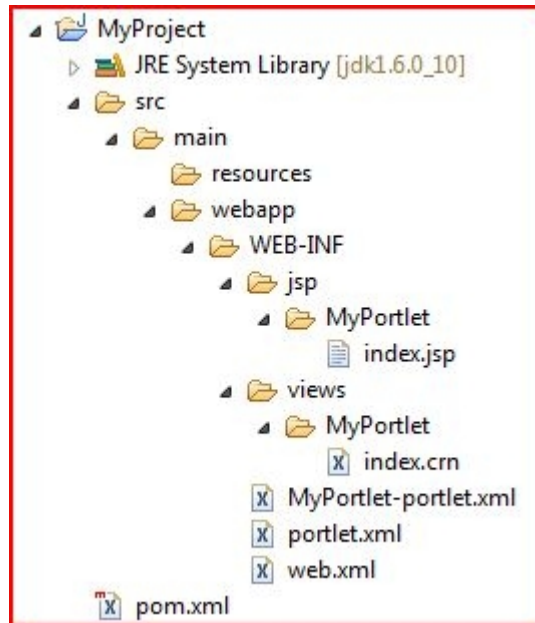 MyProject
JRE System Library [jdk1.6.0_10]
src
main
resources
webapp
WEB-INF
jsp
MyPortlet
index.jsp
views
MyPortlet
index.crn
MyPortlet-portlet.xml
portlet.xml
web.xml
pom.xml